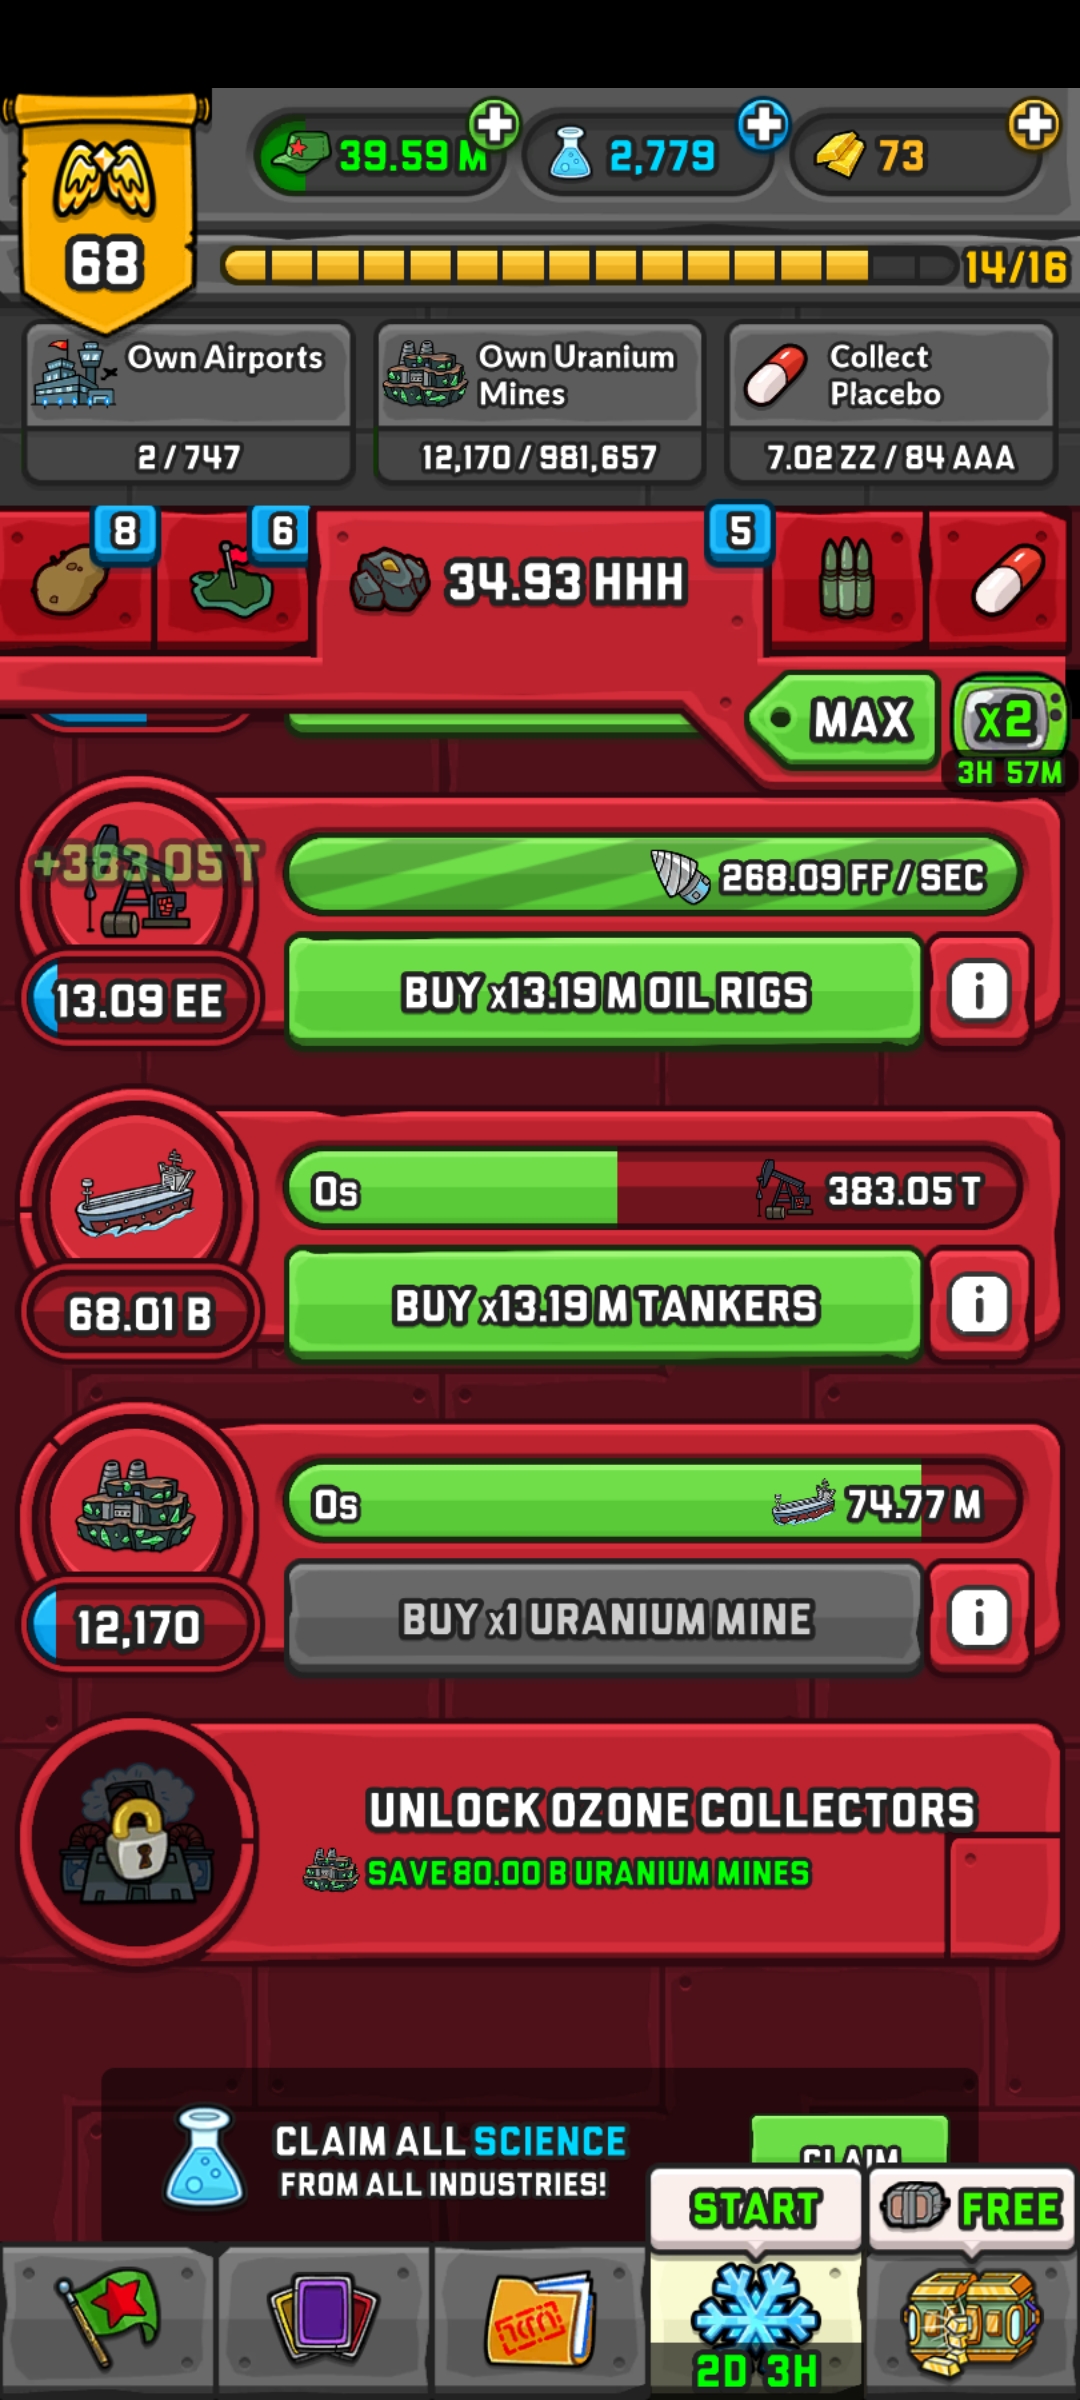 39.59 M
2,779
73
68
14/16
Own Airports
2 / 747
Own Uranium
Mines
12,170 / 981,657
Collect
Placebo
7.02 ZZ / 84 AAA
8
6
34.93 HHH
5
MAX
x2
3H 57M
+383.05 T
268.09 FF / SEC
13.09 EE
BUY x13.19 M OIL RIGS
i
0s
383.05 T
68.01 B
BUY x13.19 M TANKERS
i
0s
74.77 M
12,170
BUY x1 URANIUM MINE
i
UNLOCK OZONE COLLECTORS
SAVE 80.00 B URANIUM MINES
CLAIM ALL SCIENCE
FROM ALL INDUSTRIES!
CLAIM
START
FREE
2D 3H